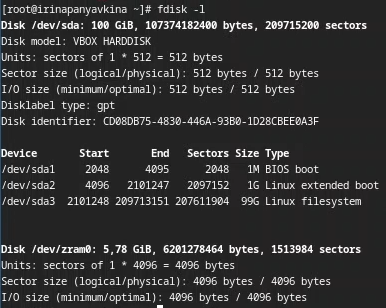 [root@irinapanyavkina ~]# fdisk -l
Disk /dev/sda: 100 GiB, 107374182400 bytes, 209715200 sectors
Disk model: VBOX HARDDISK
Units: sectors of 1 * 512 = 512 bytes
Sector size (logical/physical): 512 bytes / 512 bytes
I/O size (minimum/optimal): 512 bytes / 512 bytes
Disklabel type: gpt
Disk identifier: CD08DB75-4830-446A-93B0-1D28CBEE0A3F
Device Start End Sectors Size Type
/dev/sda1 2048 4095 2048 1M BIOS boot
/dev/sda2 4096 2101247 2097152 1G Linux extended boot
/dev/sda3 2101248 209713151 207611904 99G Linux filesystem
Disk /dev/zram0: 5,78 GiB, 6201278464 bytes, 1513984 sectors
Units: sectors of 1 * 4096 = 4096 bytes
Sector size (logical/physical): 4096 bytes / 4096 bytes
I/O size (minimum/optimal): 4096 bytes / 4096 bytes